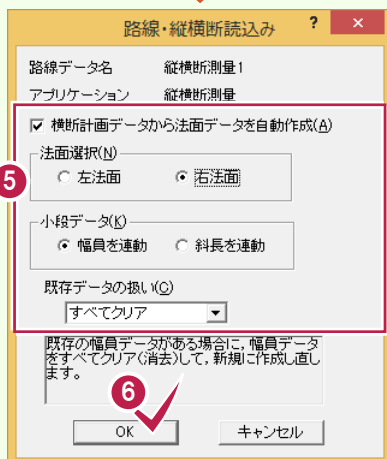 路線・縦横断読込み ? ×
路線データ名 縦横断測量1
アプリケーション 縦横断測量
横断計画データから法面データを自動作成(A)
5
法面選択(N)
左法面 右法面
小段データ(K)
幅員を連動 斜長を連動
既存データの扱い(C)
すべてクリア
既存の幅員データがある場合に，幅員データ
をすべてクリア(消去)して，新規に作成し直し
ます。
6
OK キャンセル